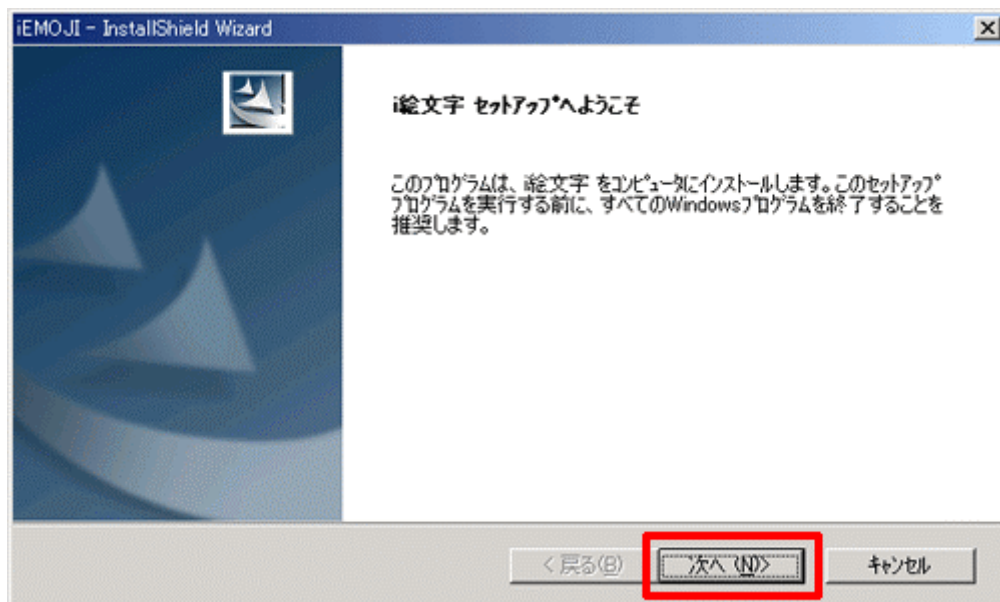 iEMOJI - InstallShield Wizard
i絵文字 ｾｯﾄｱｯﾌﾟへようこそ
このﾌﾟﾛｸﾞﾗﾑは、i絵文字 をｺﾝﾋﾟｭｰﾀにｲﾝｽﾄｰﾙします。このｾｯﾄｱｯﾌﾟ
ﾌﾟﾛｸﾞﾗﾑを実行する前に、すべてのWindowsﾌﾟﾛｸﾞﾗﾑを終了することを
推奨します。
< 戻る(B)
次へ (N)>
ｷｬﾝｾﾙ